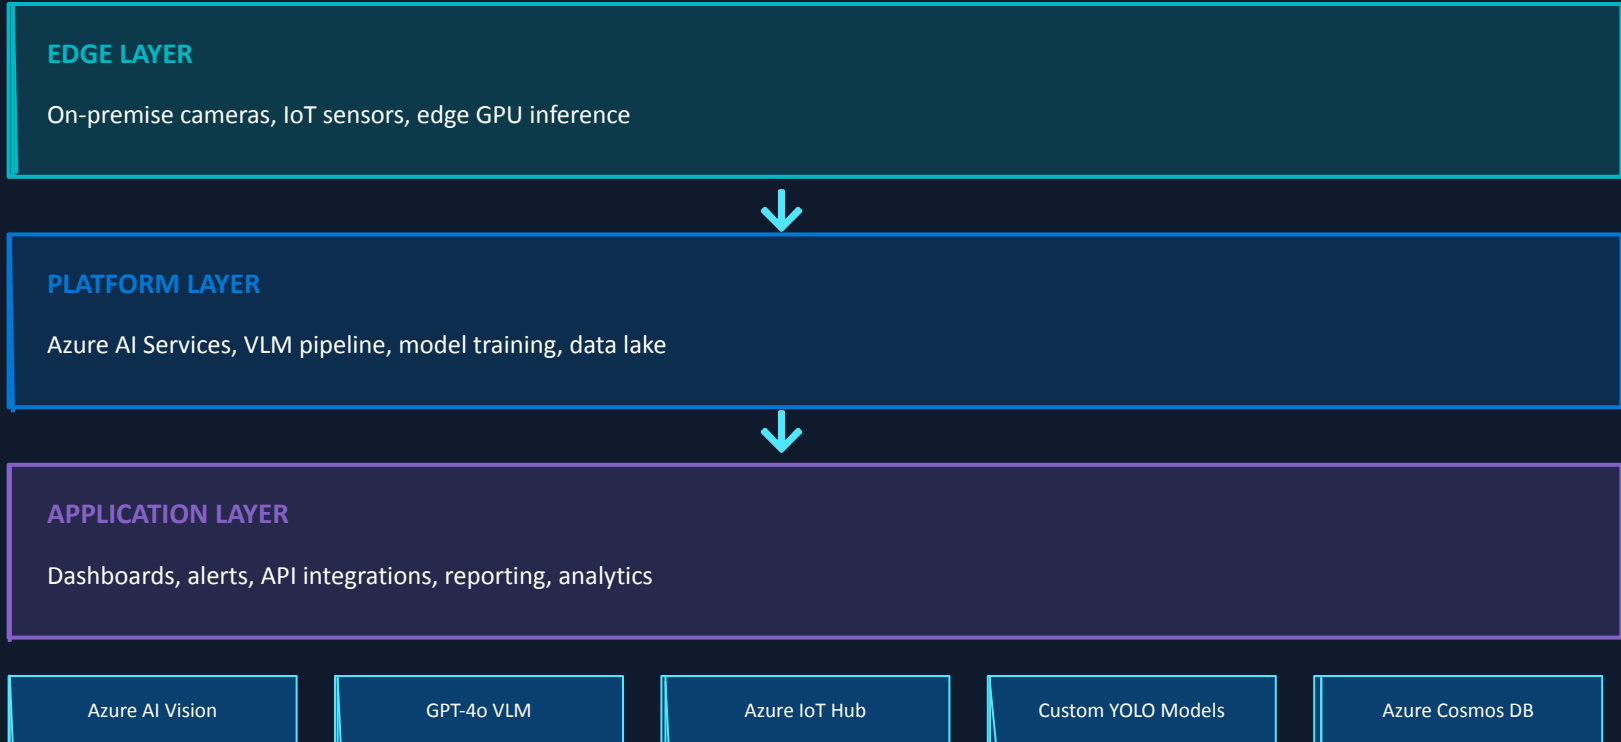 EDGE LAYER
On-premise cameras, IoT sensors, edge GPU inference
PLATFORM LAYER
Azure AI Services, VLM pipeline, model training, data lake
APPLICATION LAYER
Dashboards, alerts, API integrations, reporting, analytics
Azure AI Vision
GPT-4o VLM
Azure IoT Hub
Custom YOLO Models
Azure Cosmos DB